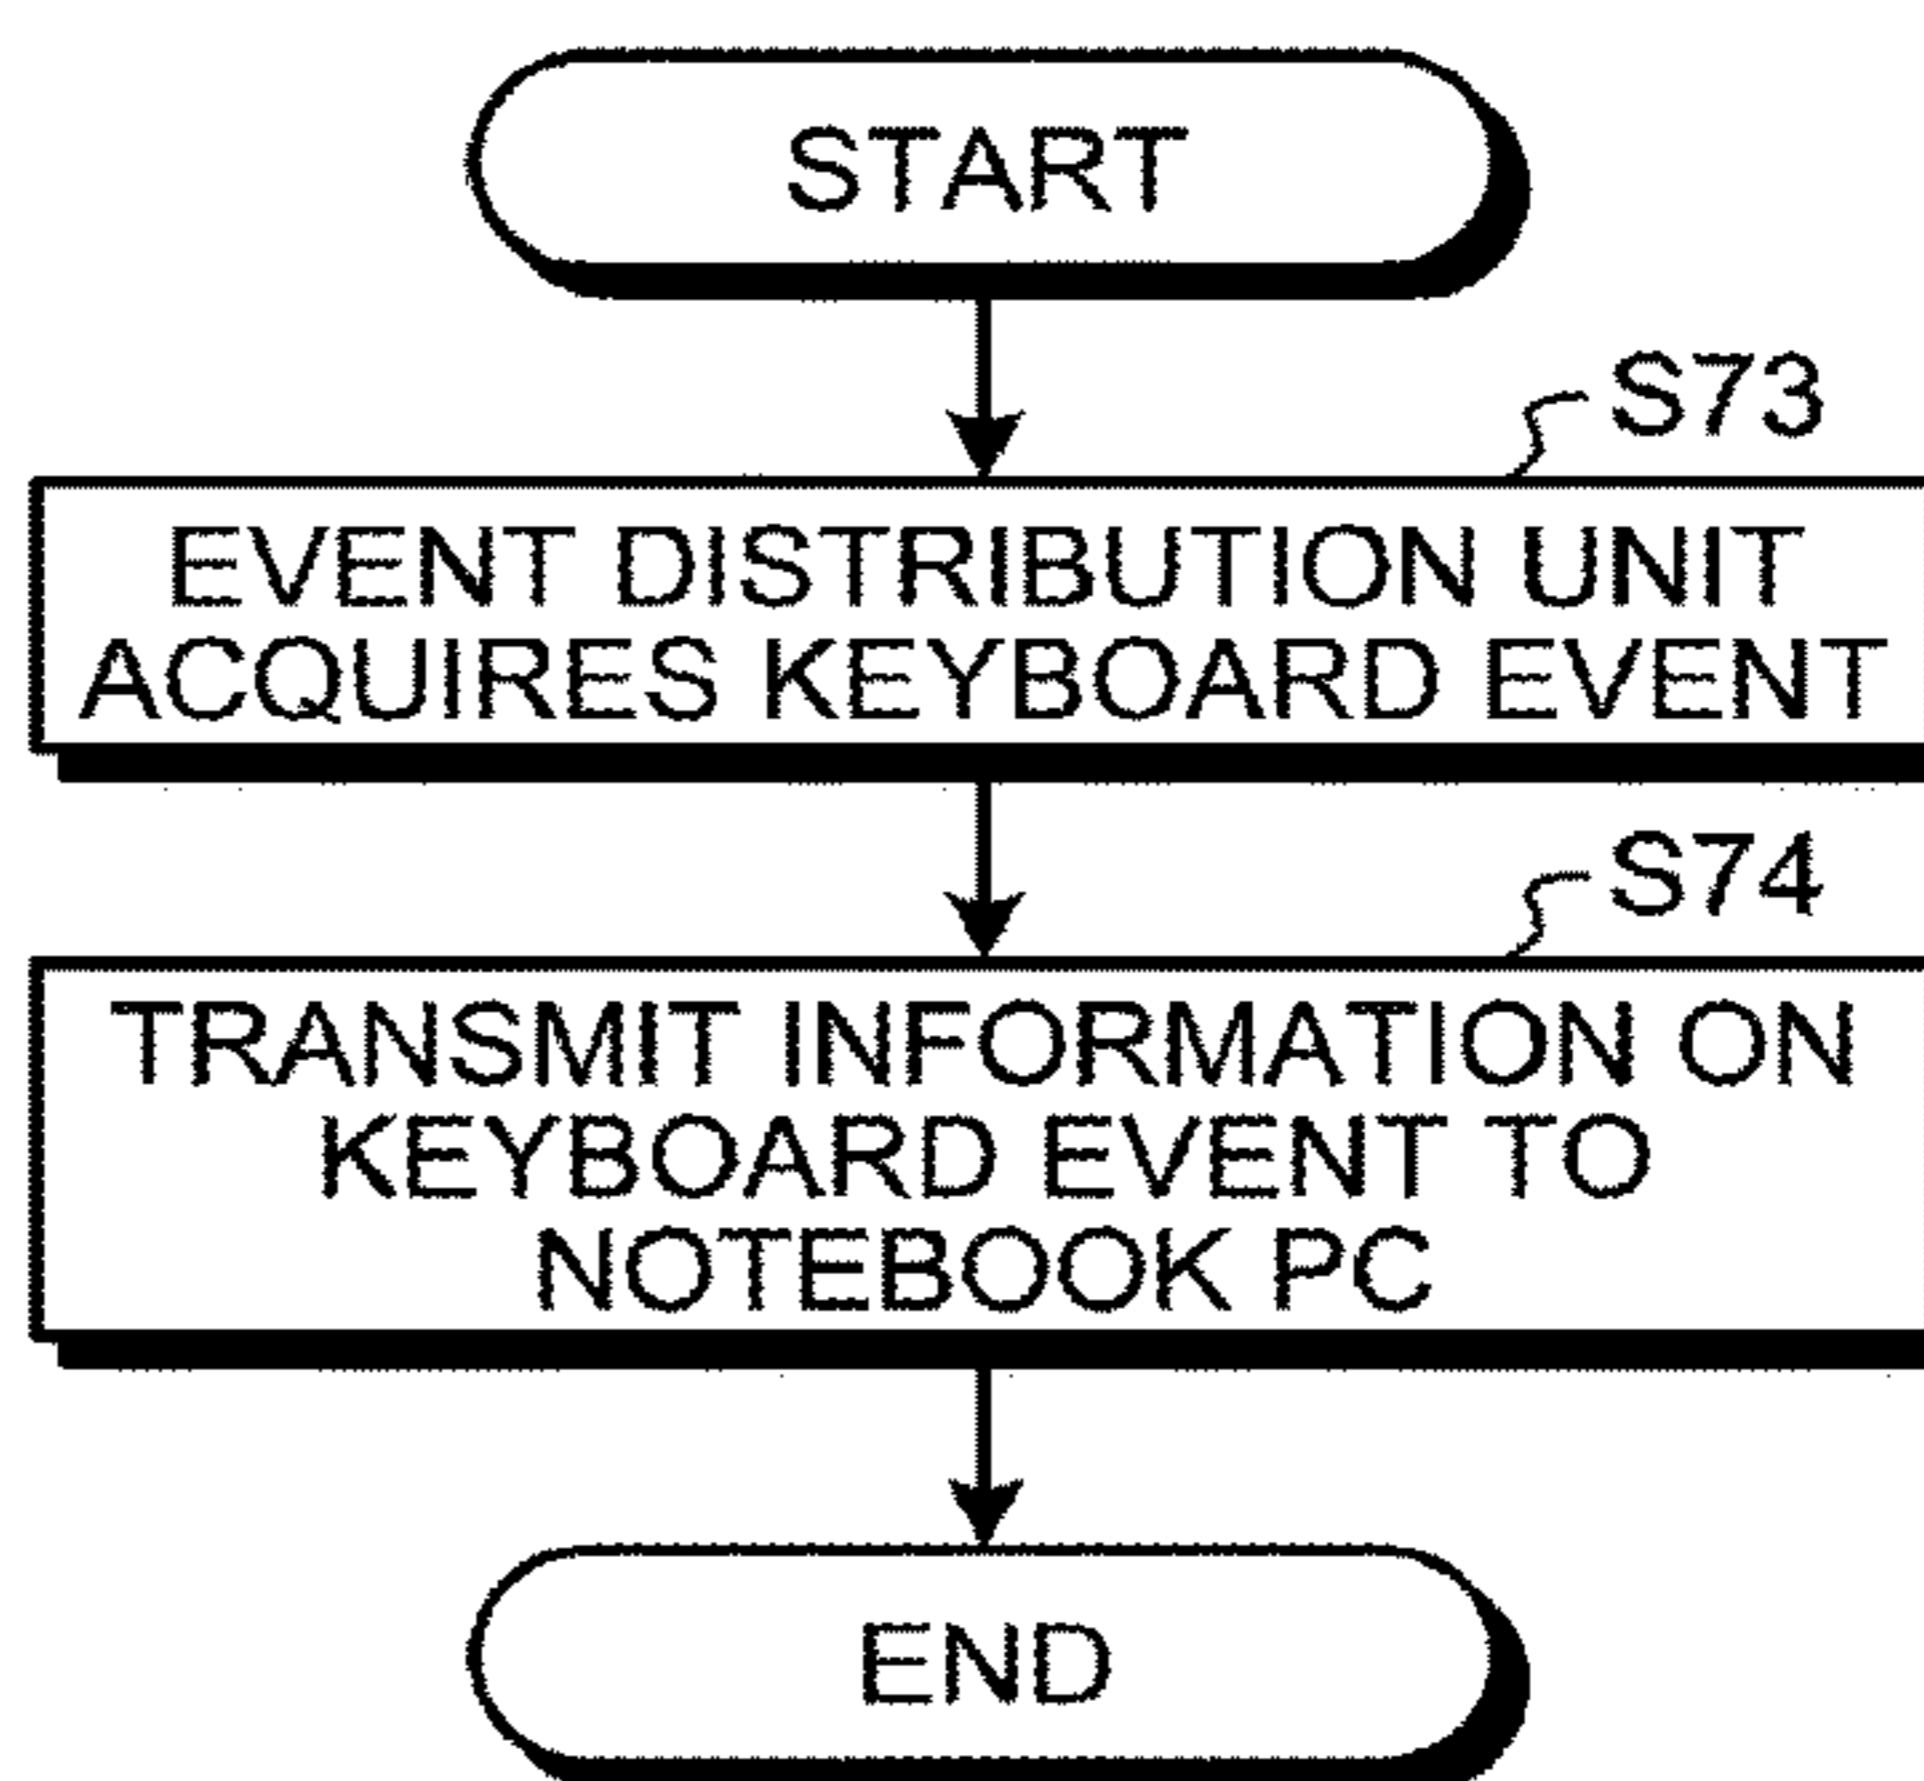 START
S73
EVENT DISTRIBUTION UNIT
ACQUIRES KEYBOARD EVENT
S74
TRANSMIT INFORMATION ON
KEYBOARD EVENT TO
NOTEBOOK PC
END